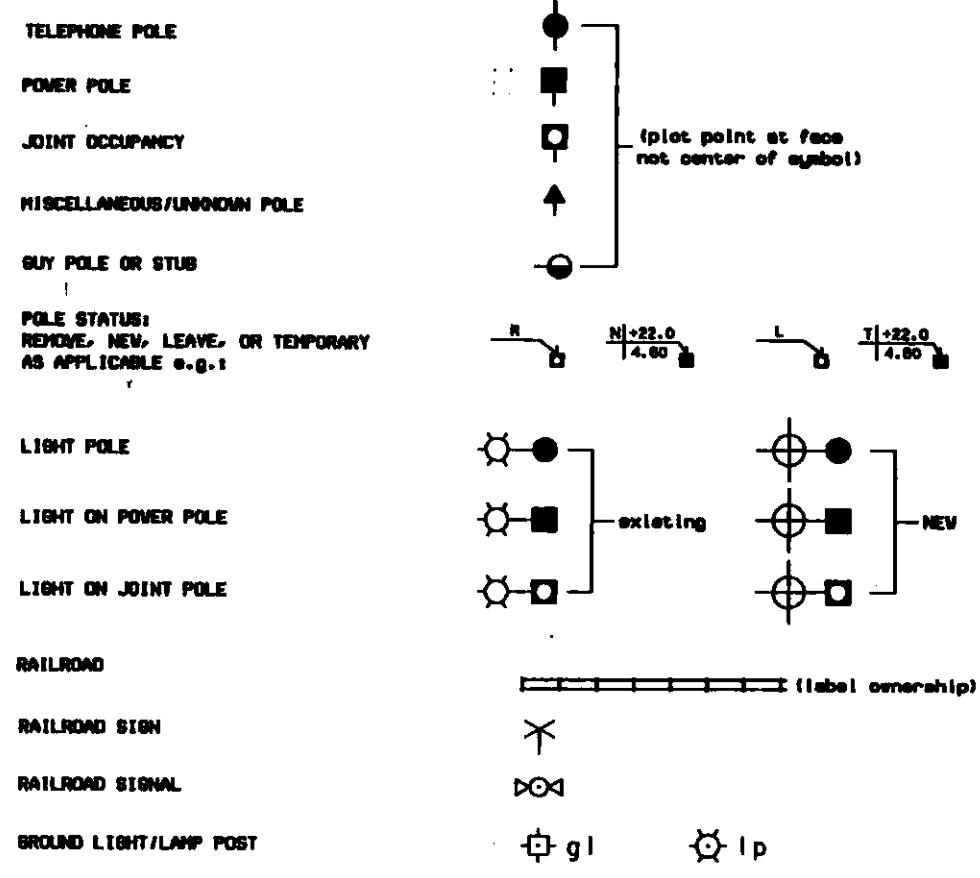 TELEPHONE POLE
POWER POLE
JOINT OCCUPANCY
(plot point at face
not center of symbol)
MISCELLANEOUS/UNKNOWN POLE
GUY POLE OR STUB
POLE STATUS:
REMOVE, NEW, LEAVE, OR TEMPORARY
AS APPLICABLE e.g.:
R
N +22.0
4.60
L
T +22.0
4.60
LIGHT POLE
LIGHT ON POWER POLE
existing
NEW
LIGHT ON JOINT POLE
RAILROAD
(label ownership)
RAILROAD SIGN
RAILROAD SIGNAL
GROUND LIGHT/LAMP POST
gl
lp